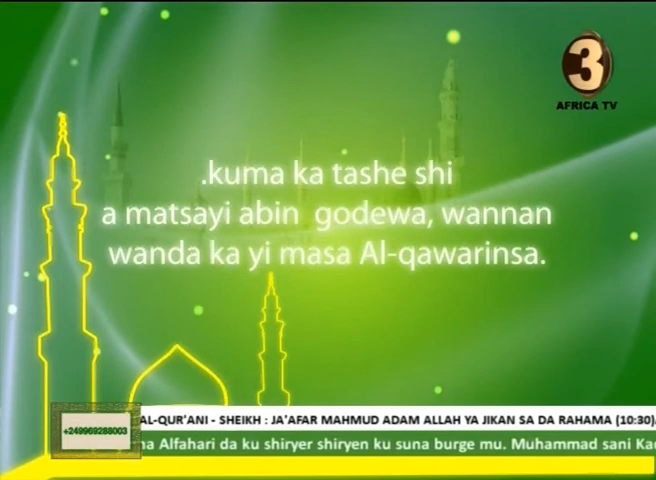 3
AFRICA TV
.kuma ka tashe shi
a matsayi abin godewa, wannan
wanda ka yi masa Al-qawarinsa.
AL-QUR'ANI - SHEIKH : JA'AFAR MAHMUD ADAM ALLAH YA JIKAN SA DA RAHAMA (10:30)
+249969288003
Alfahari da ku shiryer shiryen ku suna burge mu. Muhammad sani